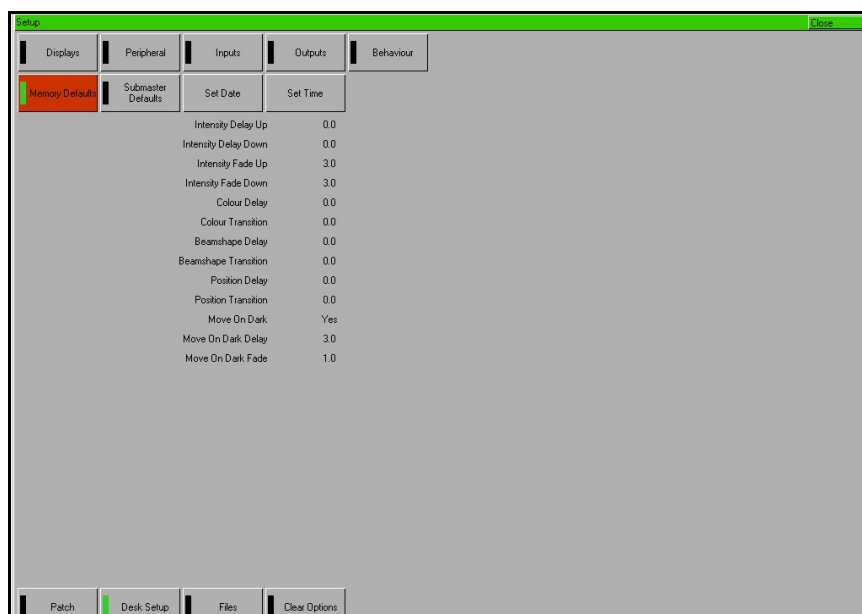 Setup Close
Displays Peripheral Inputs Outputs Behaviour
Memory Defaults Submaster Defaults Set Date Set Time
Intensity Delay Up 0.0
Intensity Delay Down 0.0
Intensity Fade Up 3.0
Intensity Fade Down 3.0
Colour Delay 0.0
Colour Transition 0.0
Beamshape Delay 0.0
Beamshape Transition 0.0
Position Delay 0.0
Position Transition 0.0
Move On Dark Yes
Move On Dark Delay 3.0
Move On Dark Fade 1.0
Patch Desk Setup Files Clear Options